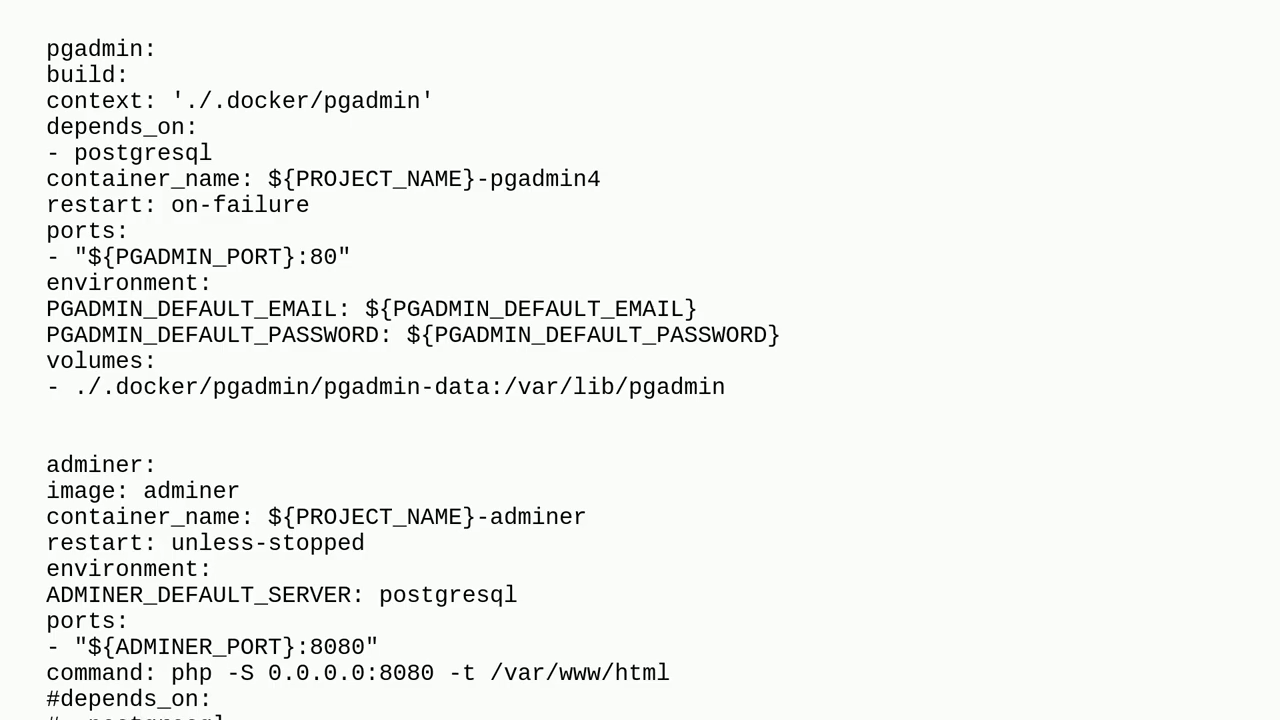 pgadmin:
build:
context: './.docker/pgadmin'
depends_on:
- postgresql
container_name: ${PROJECT_NAME}-pgadmin4
restart: on-failure
ports:
- "${PGADMIN_PORT}:80"
environment:
PGADMIN_DEFAULT_EMAIL: ${PGADMIN_DEFAULT_EMAIL}
PGADMIN_DEFAULT_PASSWORD: ${PGADMIN_DEFAULT_PASSWORD}
volumes:
- ./.docker/pgadmin/pgadmin-data:/var/lib/pgadmin
adminer:
image: adminer
container_name: ${PROJECT_NAME}-adminer
restart: unless-stopped
environment:
ADMINER_DEFAULT_SERVER: postgresql
ports:
- "${ADMINER_PORT}:8080"
command: php -S 0.0.0.0:8080 -t /var/www/html
#depends_on:
# - postgresql